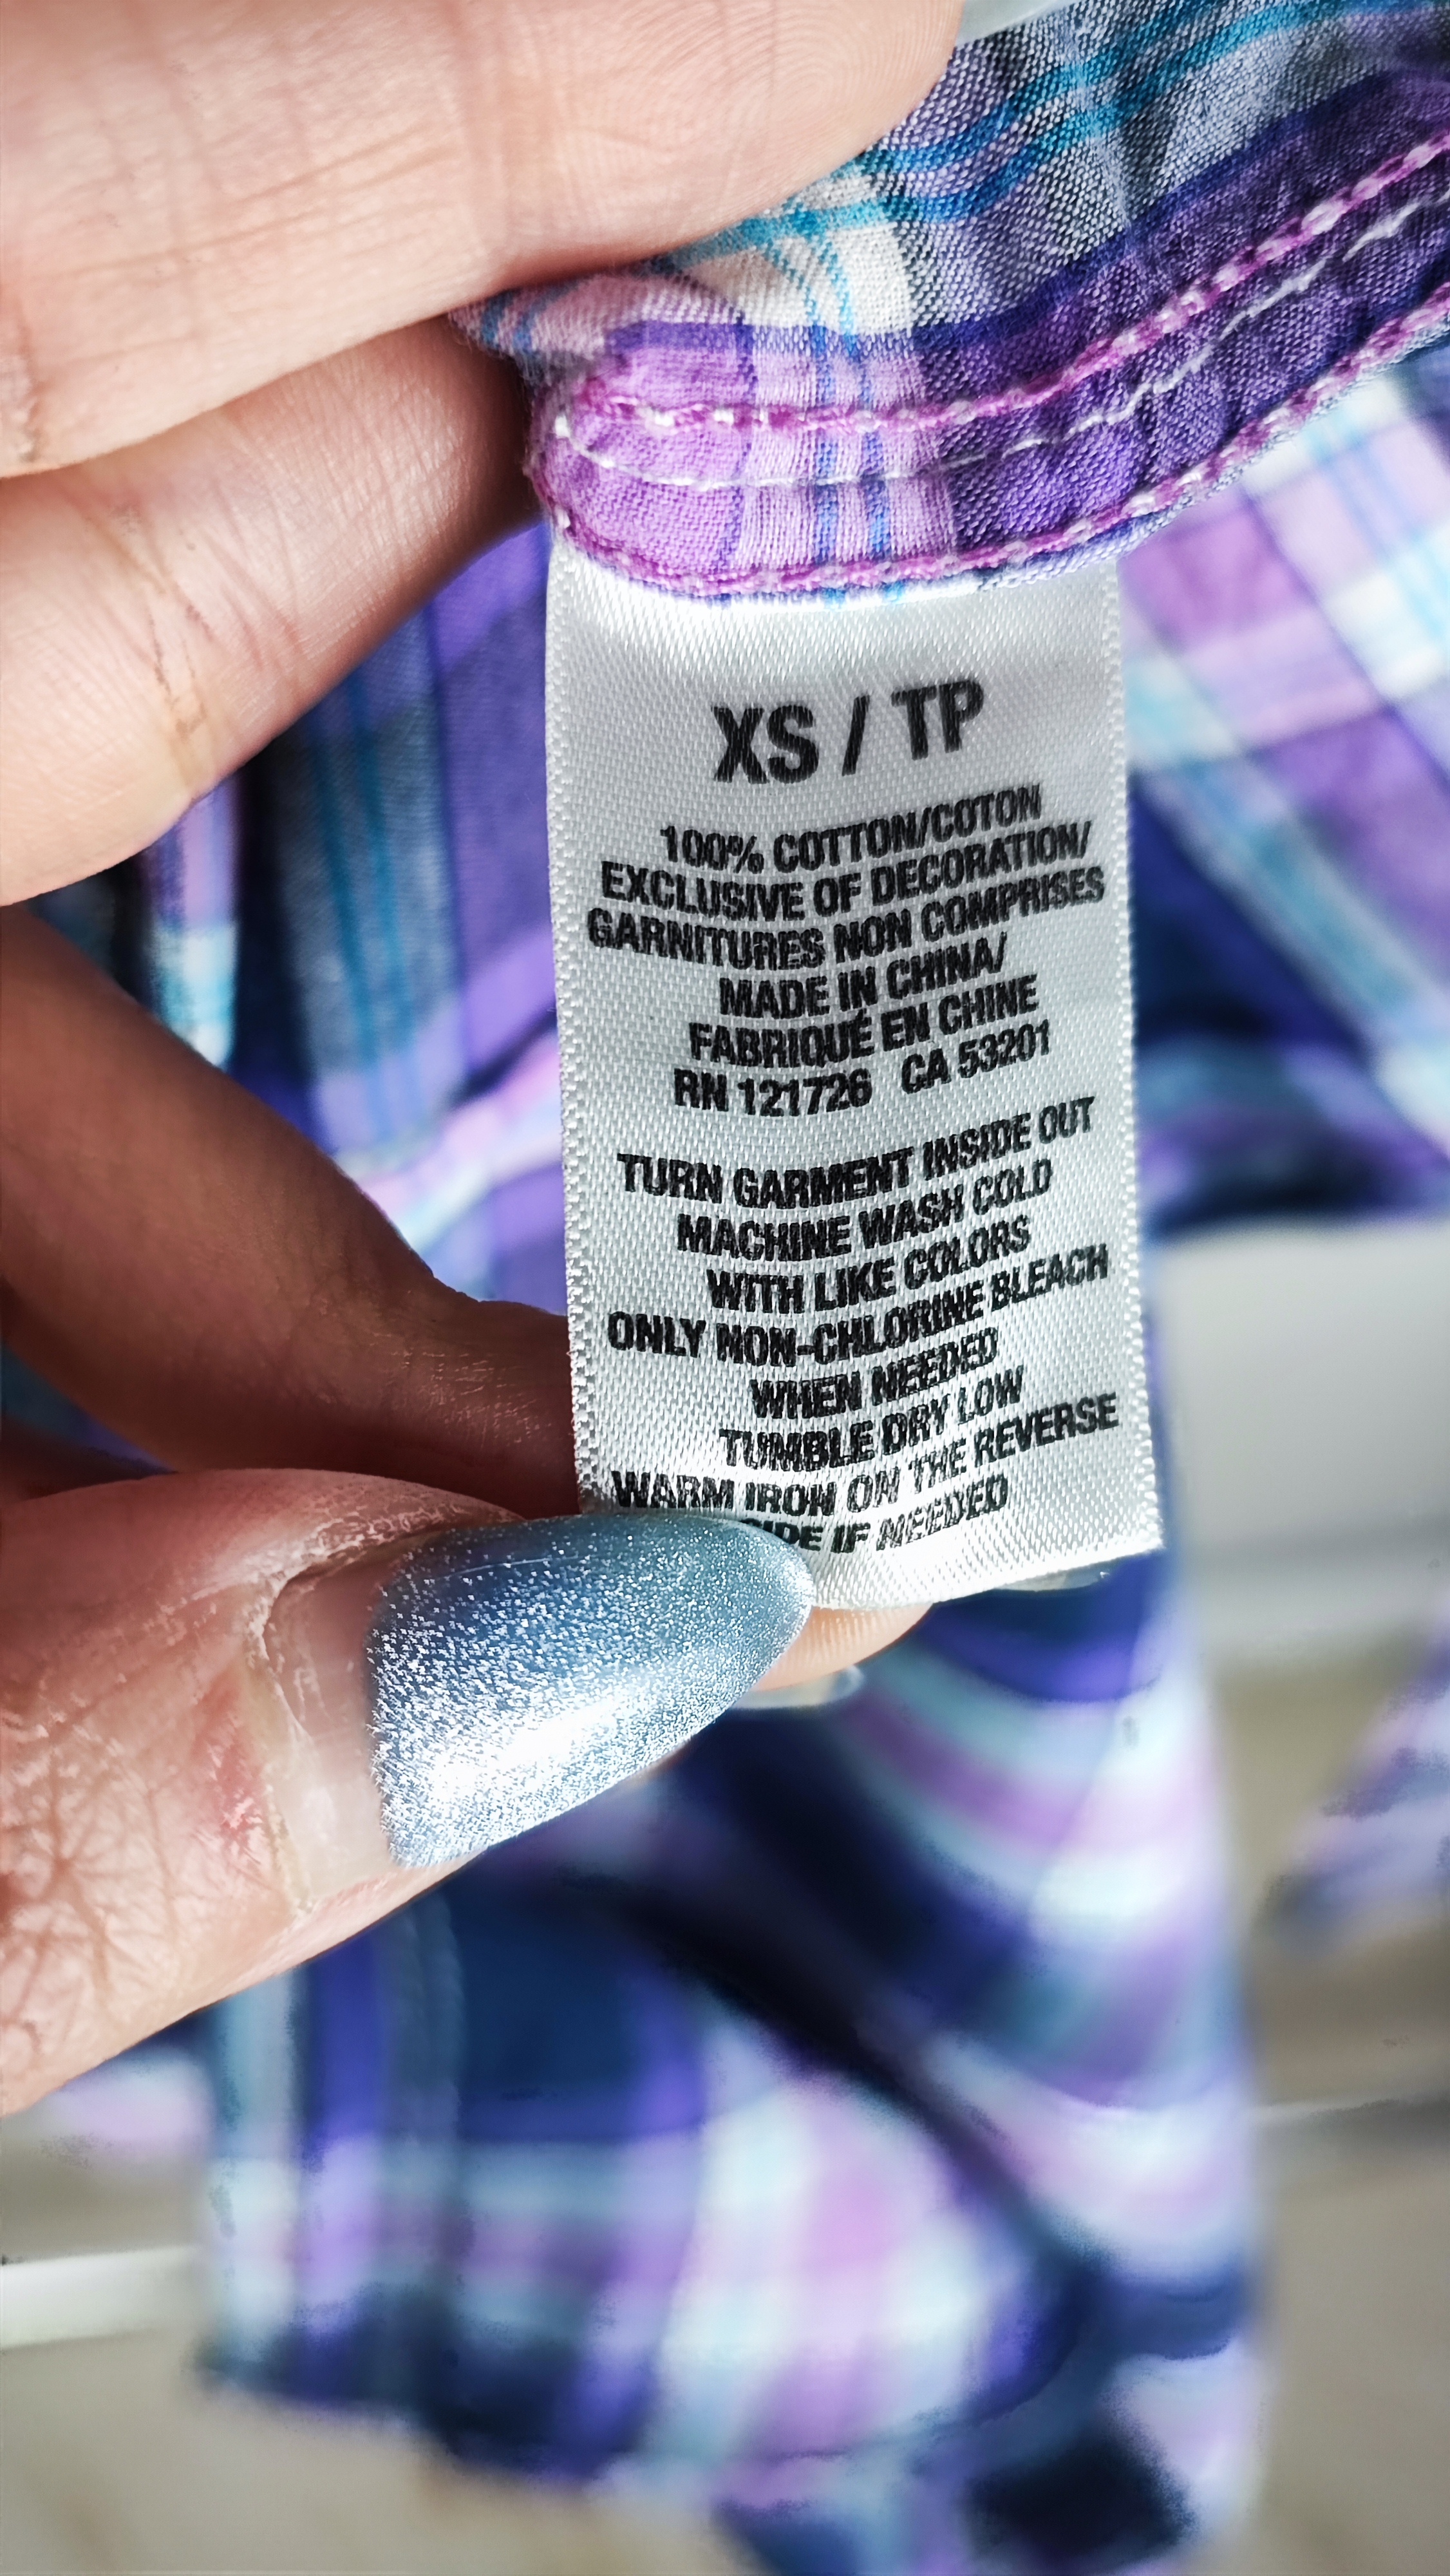 XS / TP
100% COTTON/COTON
EXCLUSIVE OF DECORATION/
GARNITURES NON COMPRISES
MADE IN CHINA/
FABRIQUÉ EN CHINE
RN 121726 CA 53201
TURN GARMENT INSIDE OUT
MACHINE WASH COLD
WITH LIKE COLORS
ONLY NON-CHLORINE BLEACH
WHEN NEEDED
TUMBLE DRY LOW
WARM IRON ON THE REVERSE
SIDE IF NEEDED